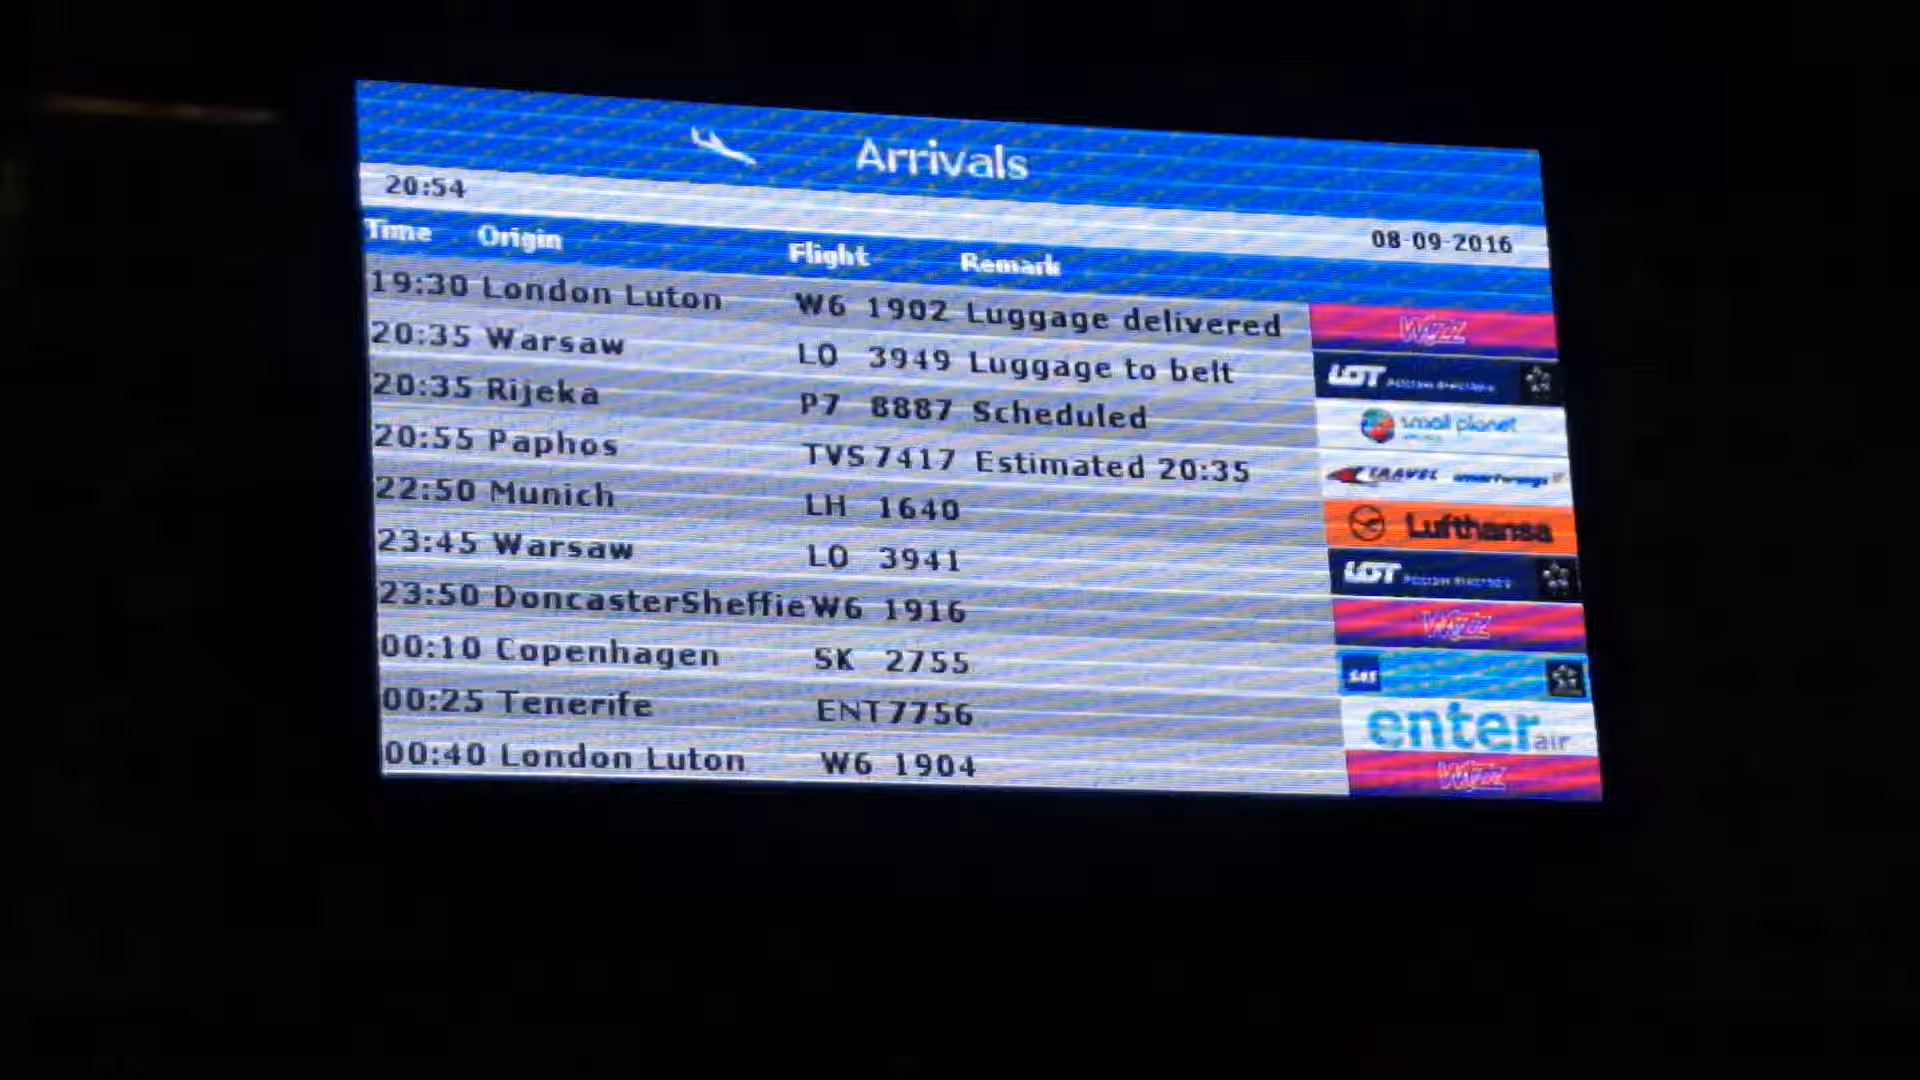 Arrivals
20:54 08-09-2016
Time Origin Flight Remark
19:30 London Luton W6 1902 Luggage delivered Wizz
20:35 Warsaw LO 3949 Luggage to belt LOT
20:35 Rijeka P7 8887 Scheduled small planet
20:55 Paphos TVS 7417 Estimated 20:35 TRAVEL smartwings
22:50 Munich LH 1640 Lufthansa
23:45 Warsaw LO 3941 LOT
23:50 DoncasterSheffie W6 1916 Wizz
00:10 Copenhagen SK 2755 SAS
00:25 Tenerife ENT 7756 enter air
00:40 London Luton W6 1904 Wizz